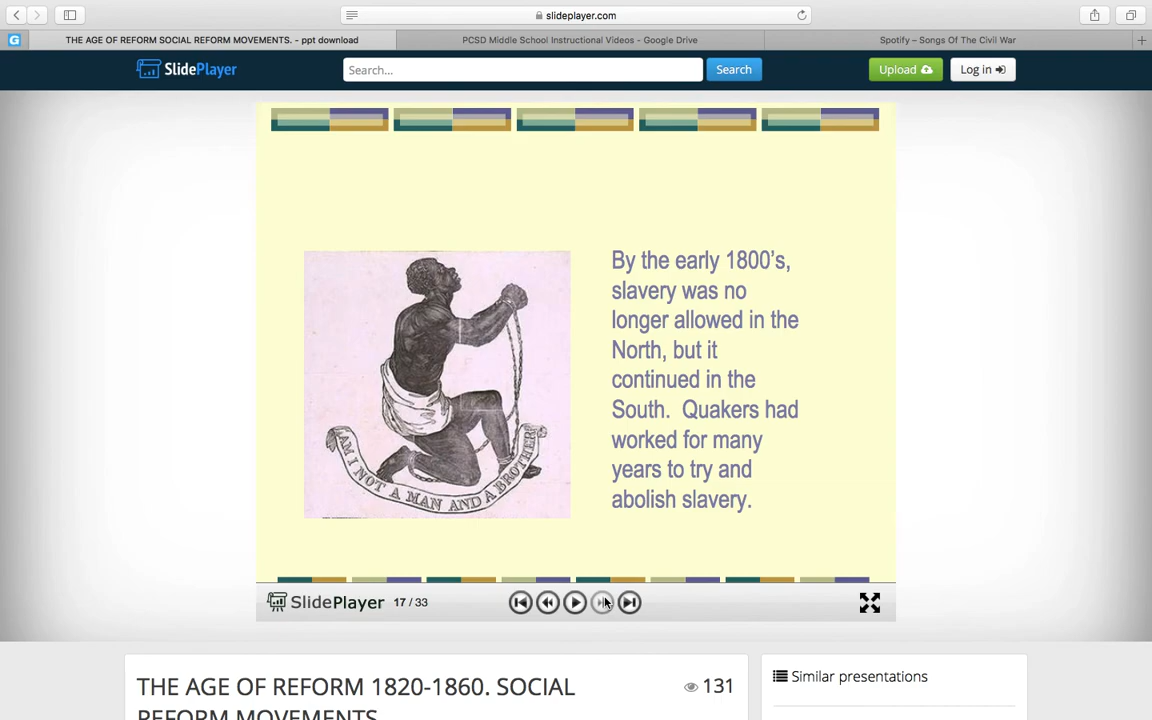 slideplayer.com
THE AGE OF REFORM SOCIAL REFORM MOVEMENTS. - ppt download
PCSD Middle School Instructional Videos - Google Drive
Spotify – Songs Of The Civil War
G
SlidePlayer
Search...
Search
Upload
Log in
By the early 1800's,
slavery was no
longer allowed in the
North, but it
continued in the
South. Quakers had
worked for many
years to try and
abolish slavery.
AM I NOT A MAN AND A BROTHER?
SlidePlayer
17 / 33
THE AGE OF REFORM 1820-1860. SOCIAL
REFORM MOVEMENTS.
131
Similar presentations